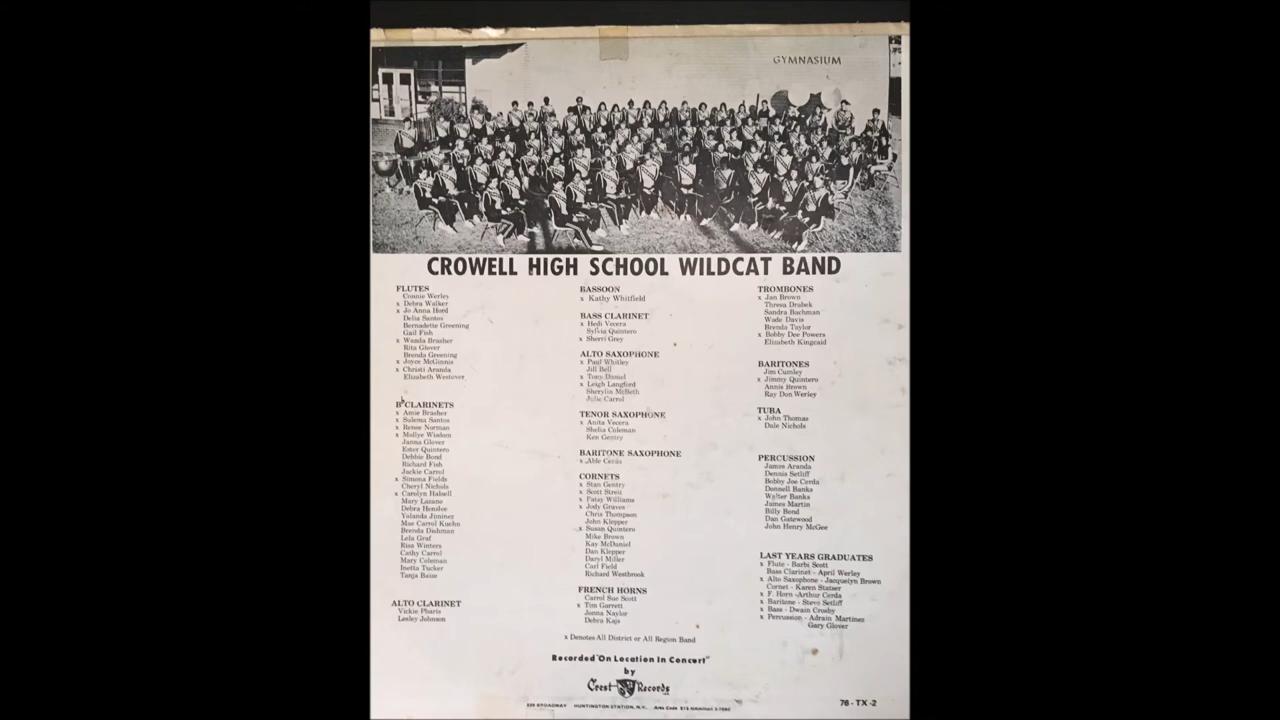 GYMNASIUM
CROWELL HIGH SCHOOL WILDCAT BAND
FLUTES
Connie Werley
x Debra Walker
x Jo Anna Hord
Delia Santos
Bernadette Greening
Gail Fish
x Wanda Brasher
Rita Glover
Brenda Greening
x Joyce McGinnis
x Christi Aranda
Elizabeth Westover
B♭ CLARINETS
x Amie Brasher
x Sulema Santos
x Renee Norman
x Mollye Wisdom
Janna Glover
Ester Quintero
Debbie Bond
Richard Fish
Jackie Carrol
x Simona Fields
Cheryl Nichols
x Carolyn Halsell
Mary Lazano
Debra Henslee
Yalanda Jiminez
Mae Carrol Kuehn
Brenda Dishman
Lela Graf
Risa Winters
Cathy Carrol
Mary Coleman
Inetta Tucker
Tanja Baize
ALTO CLARINET
Vickie Pharis
Lesley Johnson
BASSOON
x Kathy Whitfield
BASS CLARINET
x Hedi Vecera
Sylvia Quintero
x Sherri Grey
ALTO SAXOPHONE
x Paul Whitley
Jill Bell
x Tony Daniel
x Leigh Langford
Sherylin McBeth
Julie Carrol
TENOR SAXOPHONE
x Anita Vecera
Shelia Coleman
Ken Gentry
BARITONE SAXOPHONE
x Able Cerda
CORNETS
x Stan Gentry
x Scott Streit
x Patsy Williams
x Jody Graves
Chris Thompson
John Klepper
x Susan Quintero
Mike Brown
Kay McDaniel
Dan Klepper
Daryl Miller
Carl Field
Richard Westbrook
FRENCH HORNS
Carrol Sue Scott
x Tim Garrett
Jonna Naylor
Debra Kajs
TROMBONES
x Jan Brown
Thresa Drabek
Sandra Bachman
Wade Davis
Brenda Taylor
x Bobby Dee Powers
Elizabeth Kingcaid
BARITONES
Jim Cumley
x Jimmy Quintero
Annis Brown
Ray Don Werley
TUBA
x John Thomas
Dale Nichols
PERCUSSION
James Aranda
Dennis Setliff
Bobby Joe Cerda
Donnell Banks
Walter Banks
James Martin
Billy Bond
Dan Gatewood
John Henry McGee
LAST YEARS GRADUATES
x Flute - Barbi Scott
Bass Clarinet - April Werley
x Alto Saxophone - Jacquelyn Brown
Cornet - Karen Statser
x F. Horn -Arthur Cerda
x Baritone - Steve Setliff
x Bass - Dwain Crosby
x Percussion - Adrain Martinez
Gary Glover
x Denotes All District or All Region Band
Recorded "On Location In Concert"
by
Crest Records
HUNTINGTON STATION, N.Y.
76 - TX -2